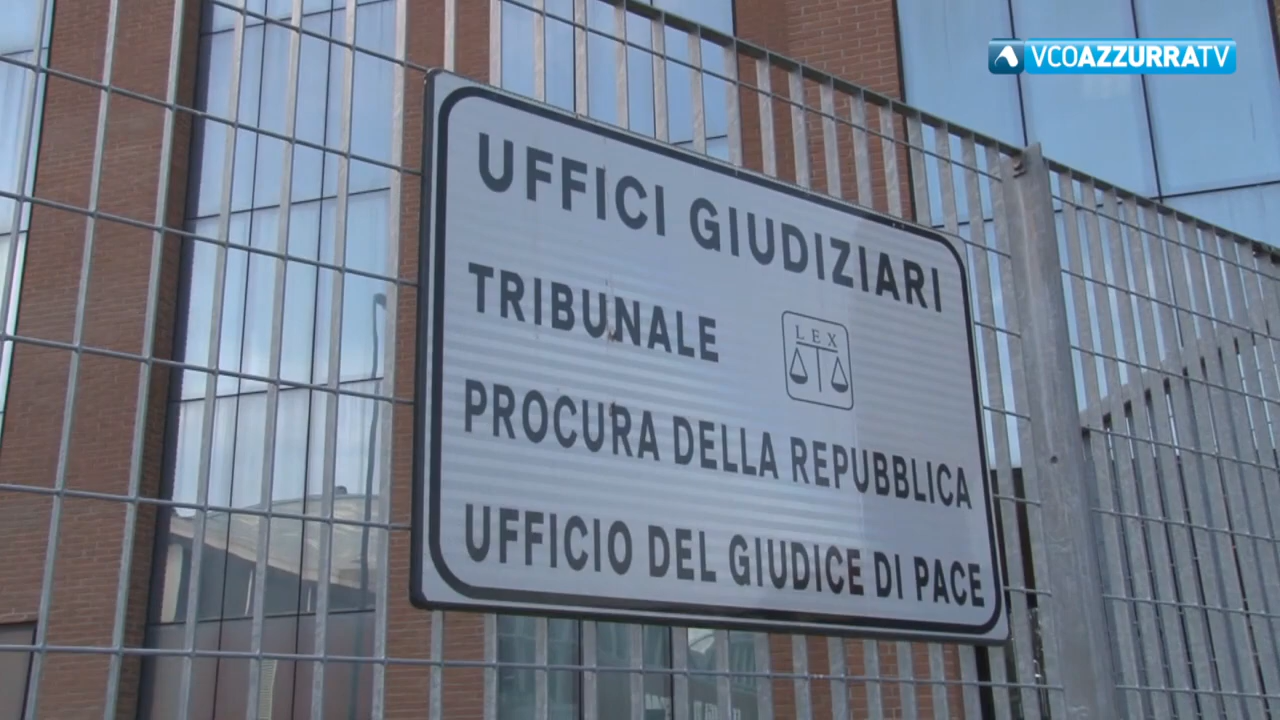 VCOAZZURRATV
UFFICI GIUDIZIARI
TRIBUNALE
LEX
PROCURA DELLA REPUBBLICA
UFFICIO DEL GIUDICE DI PACE